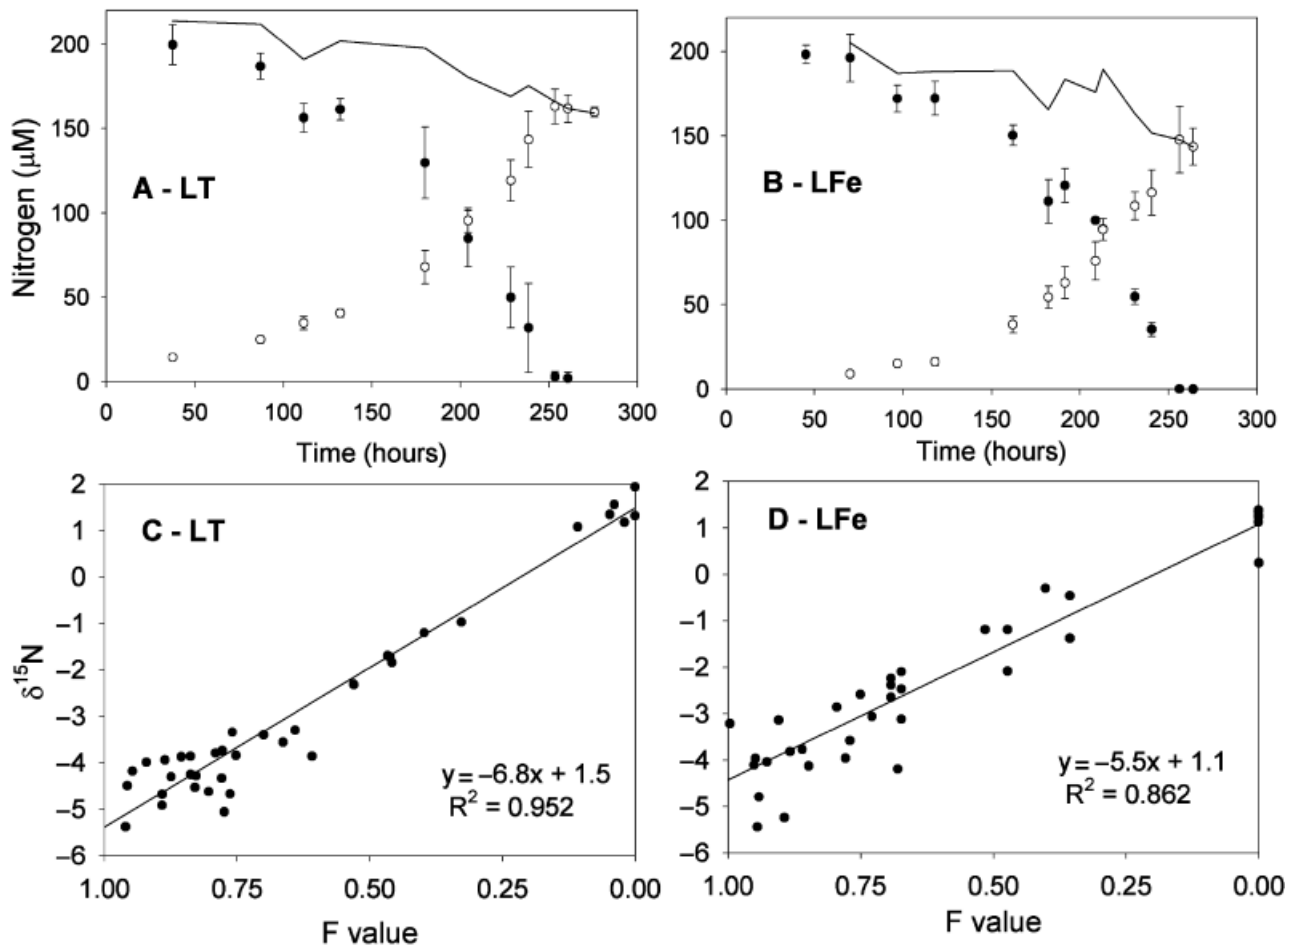 Nitrogen (µM)
200
150
100
50
0
A - LT
0 50 100 150 200 250 300
Time (hours)
200
150
100
50
0
B - LFe
0 50 100 150 200 250 300
Time (hours)
δ15N
2
1
0
–1
–2
–3
–4
–5
–6
C - LT
y = –6.8x + 1.5
R2 = 0.952
1.00 0.75 0.50 0.25 0.00
F value
2
1
0
–1
–2
–3
–4
–5
–6
D - LFe
y = –5.5x + 1.1
R2 = 0.862
1.00 0.75 0.50 0.25 0.00
F value